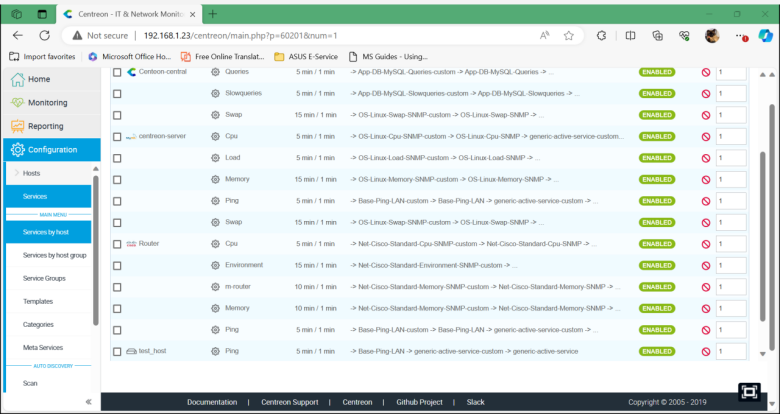 Centreon - IT & Network Monito
Not secure | 192.168.1.23/centreon/main.php?p=60201&num=1
Import favorites Microsoft Office Ho... Free Online Translat... ASUS E-Service MS Guides - Using...
Home
Monitoring
Reporting
Configuration
Hosts
Services
MAIN MENU
Services by host
Services by host group
Service Groups
Templates
Categories
Meta Services
AUTO DISCOVERY
Scan
Centeon-central Queries 5 min / 1 min -> App-DB-MySQL-Queries-custom -> App-DB-MySQL-Queries -> ... ENABLED 1
Slowqueries 5 min / 1 min -> App-DB-MySQL-Slowqueries-custom -> App-DB-MySQL-Slowqueries -> ... ENABLED 1
Swap 15 min / 1 min -> OS-Linux-Swap-SNMP-custom -> OS-Linux-Swap-SNMP -> ... ENABLED 1
centreon-server Cpu 5 min / 1 min -> OS-Linux-Cpu-SNMP-custom -> OS-Linux-Cpu-SNMP -> generic-active-service-custom... ENABLED 1
Load 5 min / 1 min -> OS-Linux-Load-SNMP-custom -> OS-Linux-Load-SNMP -> ... ENABLED 1
Memory 15 min / 1 min -> OS-Linux-Memory-SNMP-custom -> OS-Linux-Memory-SNMP -> ... ENABLED 1
Ping 5 min / 1 min -> Base-Ping-LAN-custom -> Base-Ping-LAN -> generic-active-service-custom -> ... ENABLED 1
Swap 15 min / 1 min -> OS-Linux-Swap-SNMP-custom -> OS-Linux-Swap-SNMP -> ... ENABLED 1
Router Cpu 5 min / 1 min -> Net-Cisco-Standard-Cpu-SNMP-custom -> Net-Cisco-Standard-Cpu-SNMP -> ... ENABLED 1
Environment 15 min / 1 min -> Net-Cisco-Standard-Environment-SNMP-custom -> ... ENABLED 1
m-router 10 min / 1 min -> Net-Cisco-Standard-Memory-SNMP-custom -> Net-Cisco-Standard-Memory-SNMP -> ... ENABLED 1
Memory 10 min / 1 min -> Net-Cisco-Standard-Memory-SNMP-custom -> Net-Cisco-Standard-Memory-SNMP -> ... ENABLED 1
Ping 5 min / 1 min -> Base-Ping-LAN-custom -> Base-Ping-LAN -> generic-active-service-custom -> ... ENABLED 1
test_host Ping 5 min / 1 min -> Base-Ping-LAN -> generic-active-service-custom -> generic-active-service ENABLED 1
Documentation | Centreon Support | Centreon | Github Project | Slack Copyright © 2005 - 2019